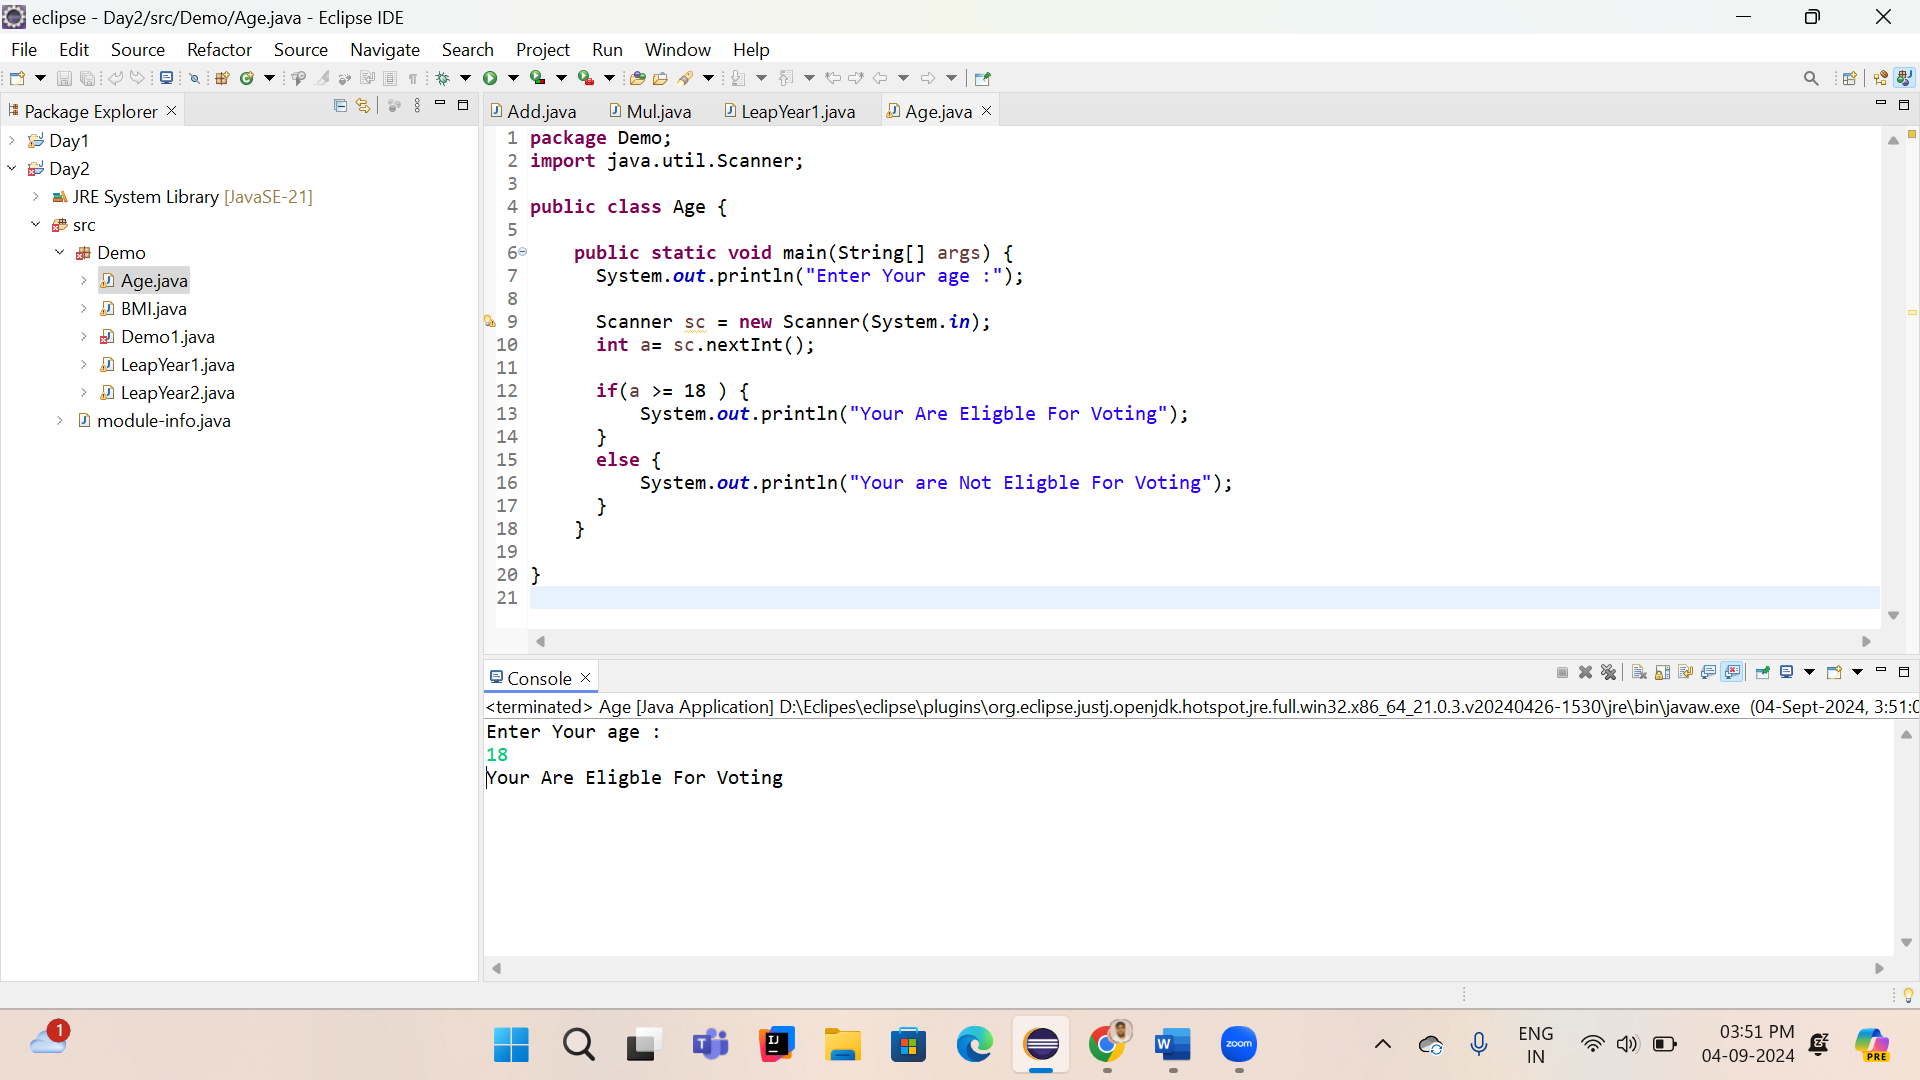 eclipse - Day2/src/Demo/Age.java - Eclipse IDE
File Edit Source Refactor Source Navigate Search Project Run Window Help
Package Explorer
Day1
Day2
JRE System Library [JavaSE-21]
src
Demo
Age.java
BMI.java
Demo1.java
LeapYear1.java
LeapYear2.java
module-info.java
Add.java Mul.java LeapYear1.java Age.java
1 package Demo;
2 import java.util.Scanner;
3
4 public class Age {
5
6 public static void main(String[] args) {
7 System.out.println("Enter Your age :");
8
9 Scanner sc = new Scanner(System.in);
10 int a= sc.nextInt();
11
12 if(a >= 18 ) {
13 System.out.println("Your Are Eligble For Voting");
14 }
15 else {
16 System.out.println("Your are Not Eligble For Voting");
17 }
18 }
19
20 }
21
Console
<terminated> Age [Java Application] D:\Eclipes\eclipse\plugins\org.eclipse.justj.openjdk.hotspot.jre.full.win32.x86_64_21.0.3.v20240426-1530\jre\bin\javaw.exe (04-Sept-2024, 3:51:0
Enter Your age :
18
Your Are Eligble For Voting
1
T
IJ
W
zoom
ENG
IN
03:51 PM
04-09-2024
PRE